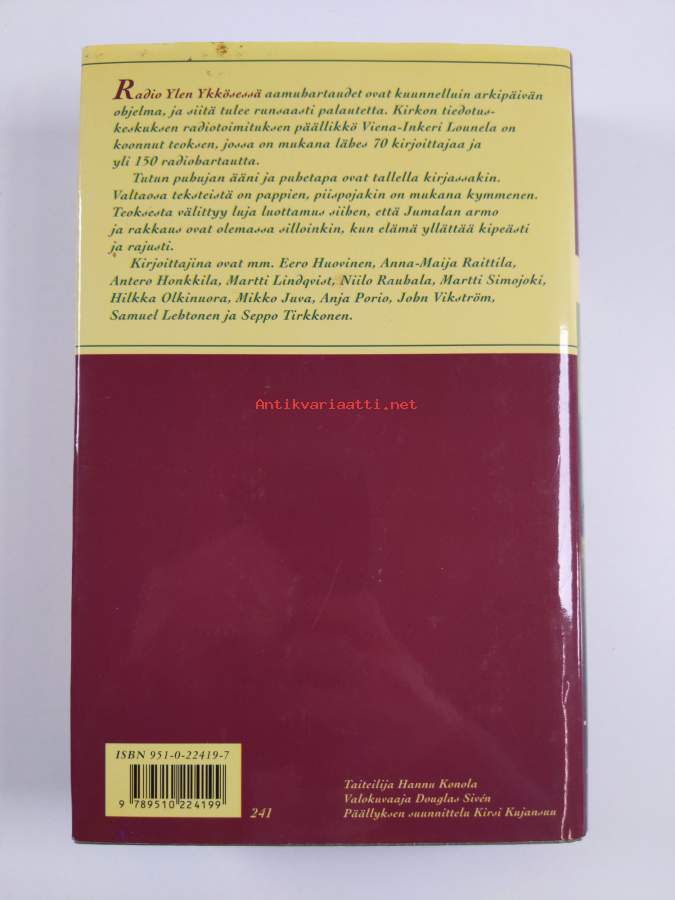 Radio Ylen Ykkösessä aamuhartaudet ovat kuunnelluin arkipäivän
ohjelma, ja siitä tulee runsaasti palautetta. Kirkon tiedotus-
keskuksen radiotoimituksen päällikkö Viena-Inkeri Lounela on
koonnut teoksen, jossa on mukana lähes 70 kirjoittajaa ja
yli 150 radiohartautta.
Tutun puhujan ääni ja puhetapa ovat tallella kirjassakin.
Valtaosa teksteistä on pappien, piispojakin on mukana kymmenen.
Teoksesta välittyy luja luottamus siihen, että Jumalan armo
ja rakkaus ovat olemassa silloinkin, kun elämä yllättää kipeästi
ja rajusti.
Kirjoittajina ovat mm. Eero Huovinen, Anna-Maija Raittila,
Antero Honkkila, Martti Lindqvist, Niilo Rauhala, Martti Simojoki,
Hilkka Olkinuora, Mikko Juva, Anja Porio, John Vikström,
Samuel Lehtonen ja Seppo Tirkkonen.
Antikvariaatti.net
ISBN 951-0-22419-7
9 789510 224199
241
Taiteilija Hannu Konola
Valokuvaaja Douglas Sivén
Päällyksen suunnittelu Kirsi Kujansuu